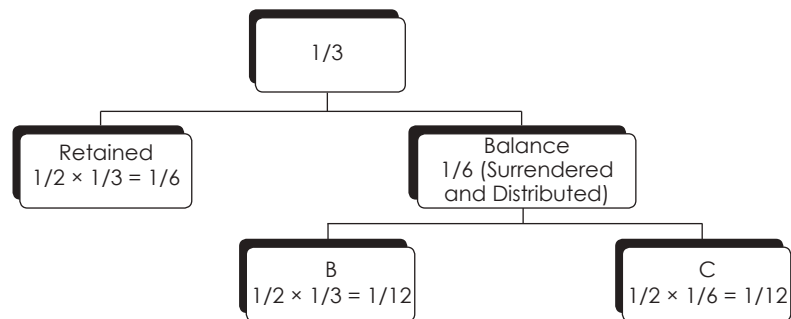 1/3
Retained
1/2 × 1/3 = 1/6
Balance
1/6 (Surrendered
and Distributed)
B
1/2 × 1/3 = 1/12
C
1/2 × 1/6 = 1/12